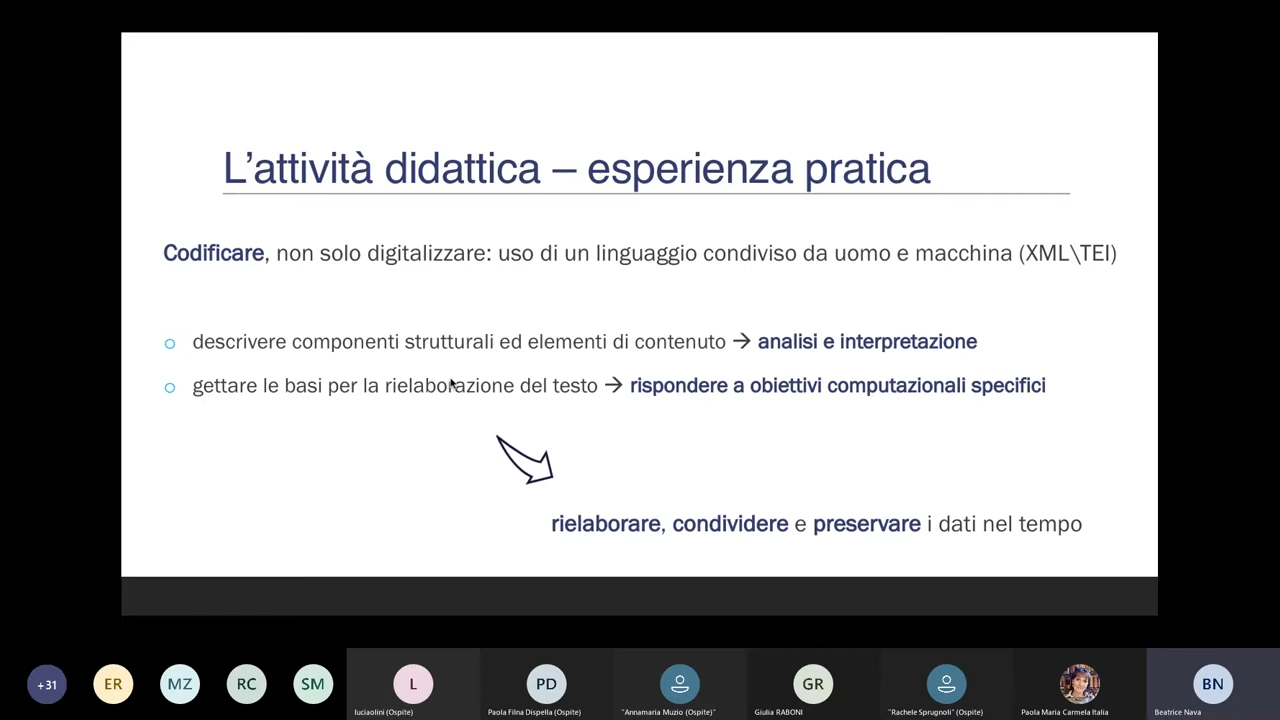 L'attività didattica – esperienza pratica
Codificare, non solo digitalizzare: uso di un linguaggio condiviso da uomo e macchina (XML\TEI)
descrivere componenti strutturali ed elementi di contenuto → analisi e interpretazione
gettare le basi per la rielaborazione del testo → rispondere a obiettivi computazionali specifici
rielaborare, condividere e preservare i dati nel tempo
+31 ER MZ RC SM L PD GR BN
luciaolini (Ospite) Paola Filna Dispella (Ospite) "Annamaria Muzio (Ospite)" Giulia RABONI "Rachele Sprugnoli" (Ospite) Paola Maria Carmela Italia Beatrice Nava